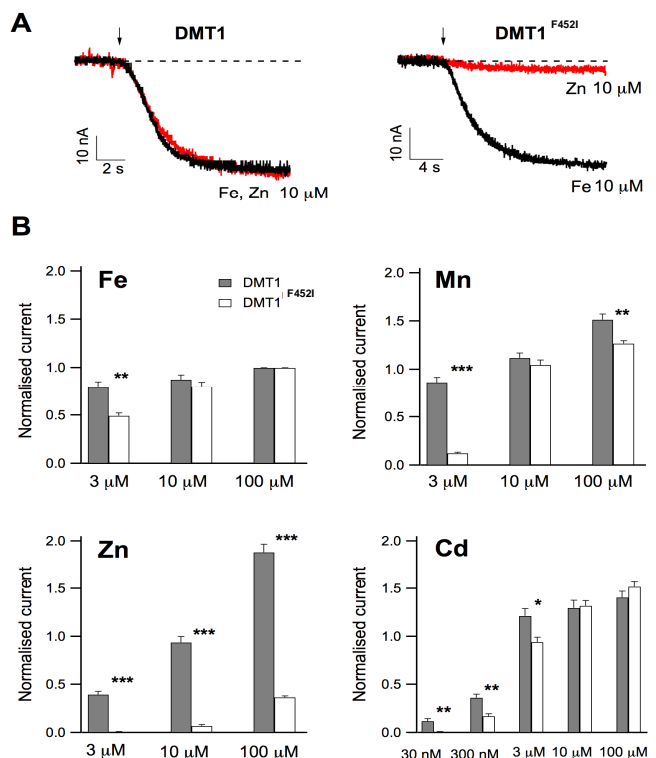 A
DMT1
10 nA
2 s
Fe, Zn 10 μM
DMT1 F452I
10 nA
4 s
Zn 10 μM
Fe 10 μM
B
Fe
DMT1
DMT1 F452I
Normalised current
2.0
1.5
1.0
0.5
0.0
**
3 μM
10 μM
100 μM
Mn
Normalised current
2.0
1.5
1.0
0.5
0.0
***
**
3 μM
10 μM
100 μM
Zn
Normalised current
2.0
1.5
1.0
0.5
0.0
***
***
***
3 μM
10 μM
100 μM
Cd
Normalised current
2.0
1.5
1.0
0.5
0.0
**
**
*
30 nM
300 nM
3 μM
10 μM
100 μM